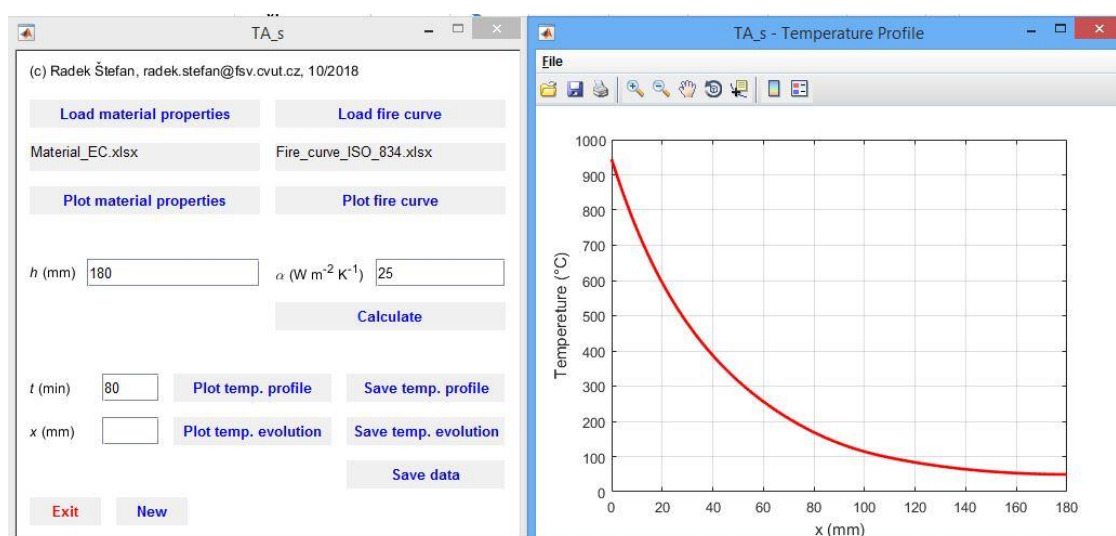 TA_s
(c) Radek Štefan, radek.stefan@fsv.cvut.cz, 10/2018
Load material properties
Load fire curve
Material_EC.xlsx
Fire_curve_ISO_834.xlsx
Plot material properties
Plot fire curve
h (mm) 180
α (W m⁻² K⁻¹) 25
Calculate
t (min) 80
Plot temp. profile
Save temp. profile
x (mm)
Plot temp. evolution
Save temp. evolution
Save data
Exit
New
TA_s - Temperature Profile
File
1000
900
800
700
600
500
400
300
200
100
0
Tempereture (°C)
0 20 40 60 80 100 120 140 160 180
x (mm)